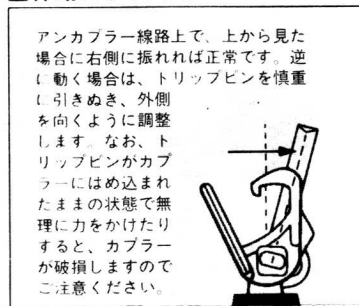 アンカプラー線路上で、上から見た
場合に右側に振れれば正常です。逆
に動く場合は、トリップピンを慎重
に引きぬき、外側
を向くように調整
します。なお、ト
リップピンがカプ
ラーにはめ込まれ
たままの状態で無
理に力をかけたり
すると、カプラー
が破損しますので
ご注意ください。